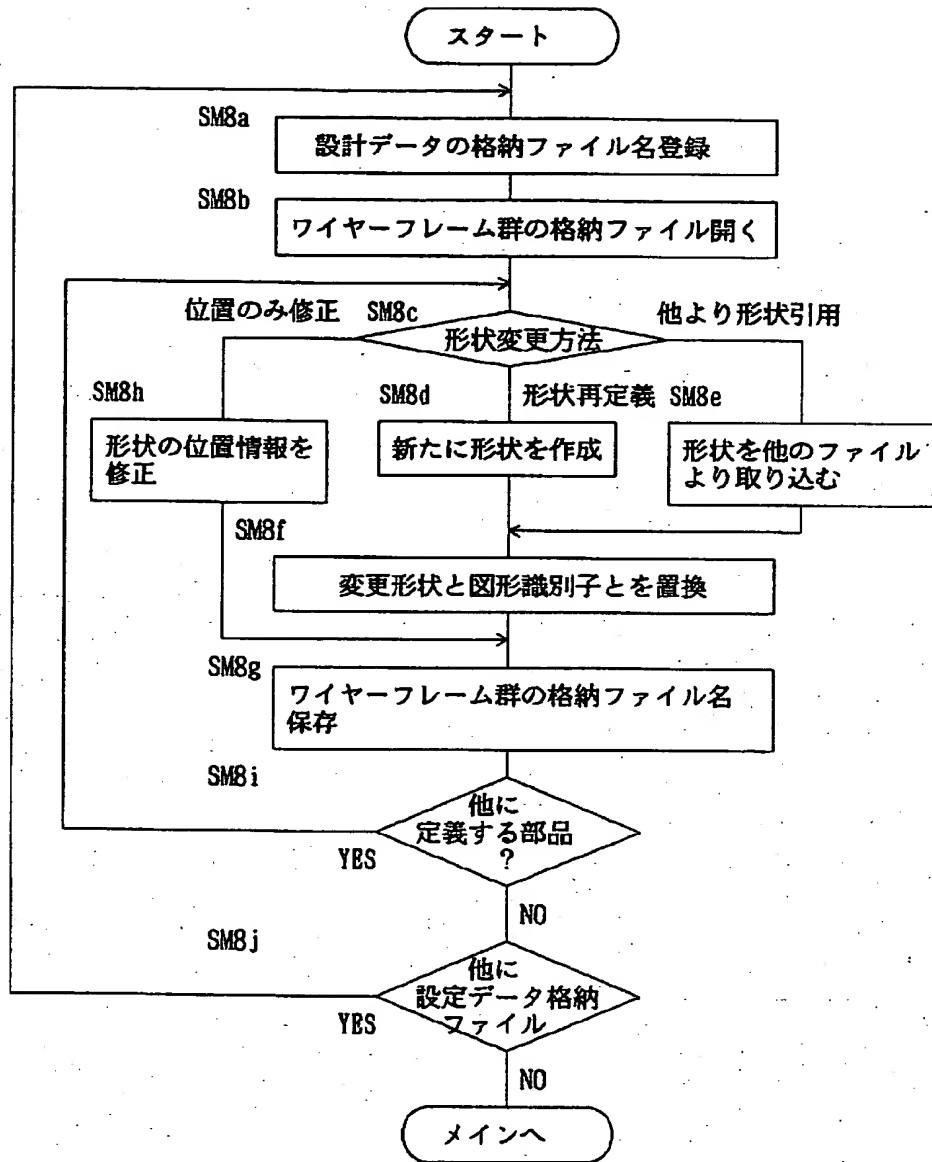 スタート
SM8a
設計データの格納ファイル名登録
SM8b
ワイヤーフレーム群の格納ファイル開く
位置のみ修正 SM8c 他より形状引用
形状変更方法
SM8h SM8d 形状再定義 SM8e
形状の位置情報を
修正
新たに形状を作成
形状を他のファイル
より取り込む
SM8f
変更形状と図形識別子とを置換
SM8g
ワイヤーフレーム群の格納ファイル名
保存
SM8i
他に
定義する部品
?
YES
NO
SM8j
他に
設定データ格納
ファイル
YES
NO
メインへ